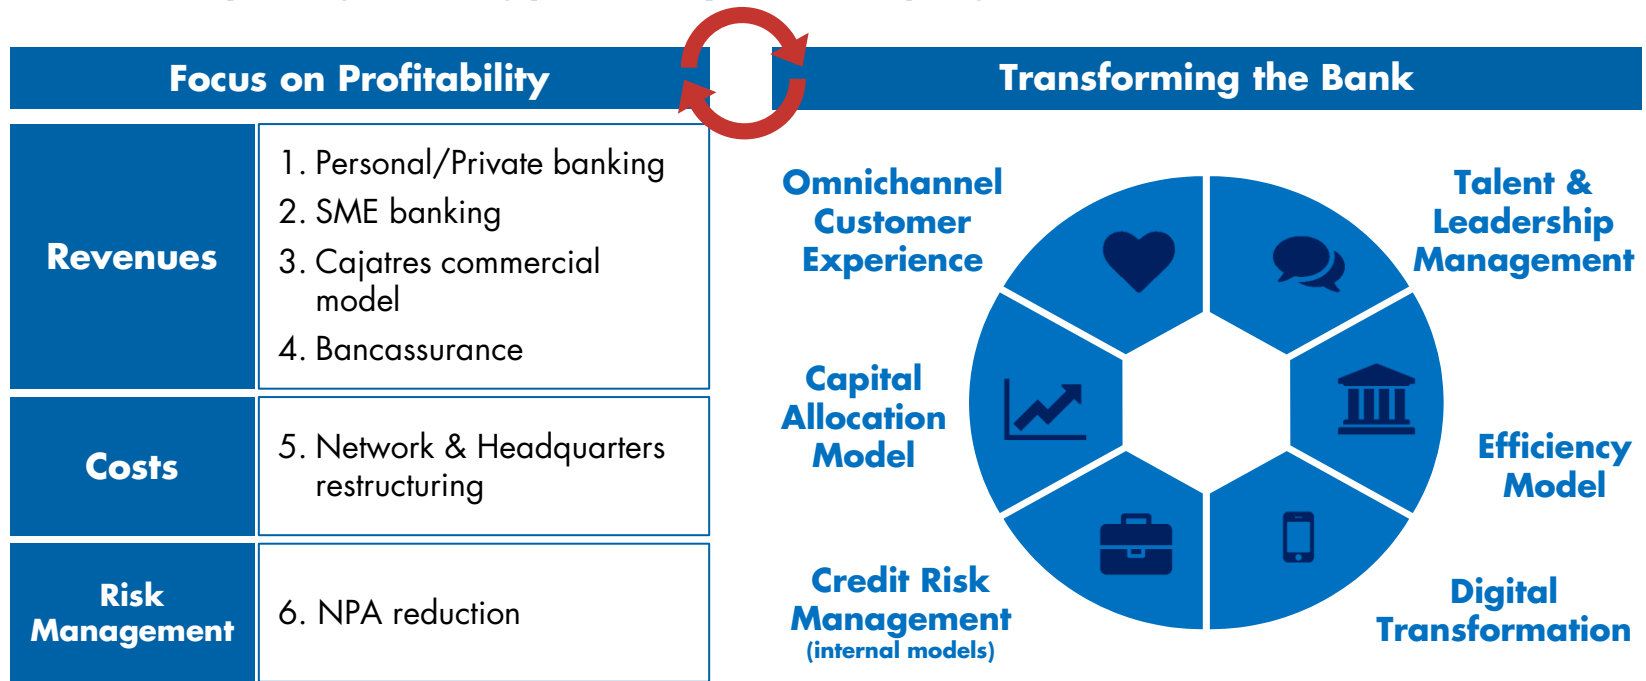 Focus on Profitability
Revenues
1. Personal/Private banking
2. SME banking
3. Cajatres commercial
model
4. Bancassurance
Costs
5. Network & Headquarters
restructuring
Risk
Management
6. NPA reduction
Transforming the Bank
Omnichannel
Customer
Experience
Talent &
Leadership
Management
Capital
Allocation
Model
Efficiency
Model
Credit Risk
Management
(internal models)
Digital
Transformation